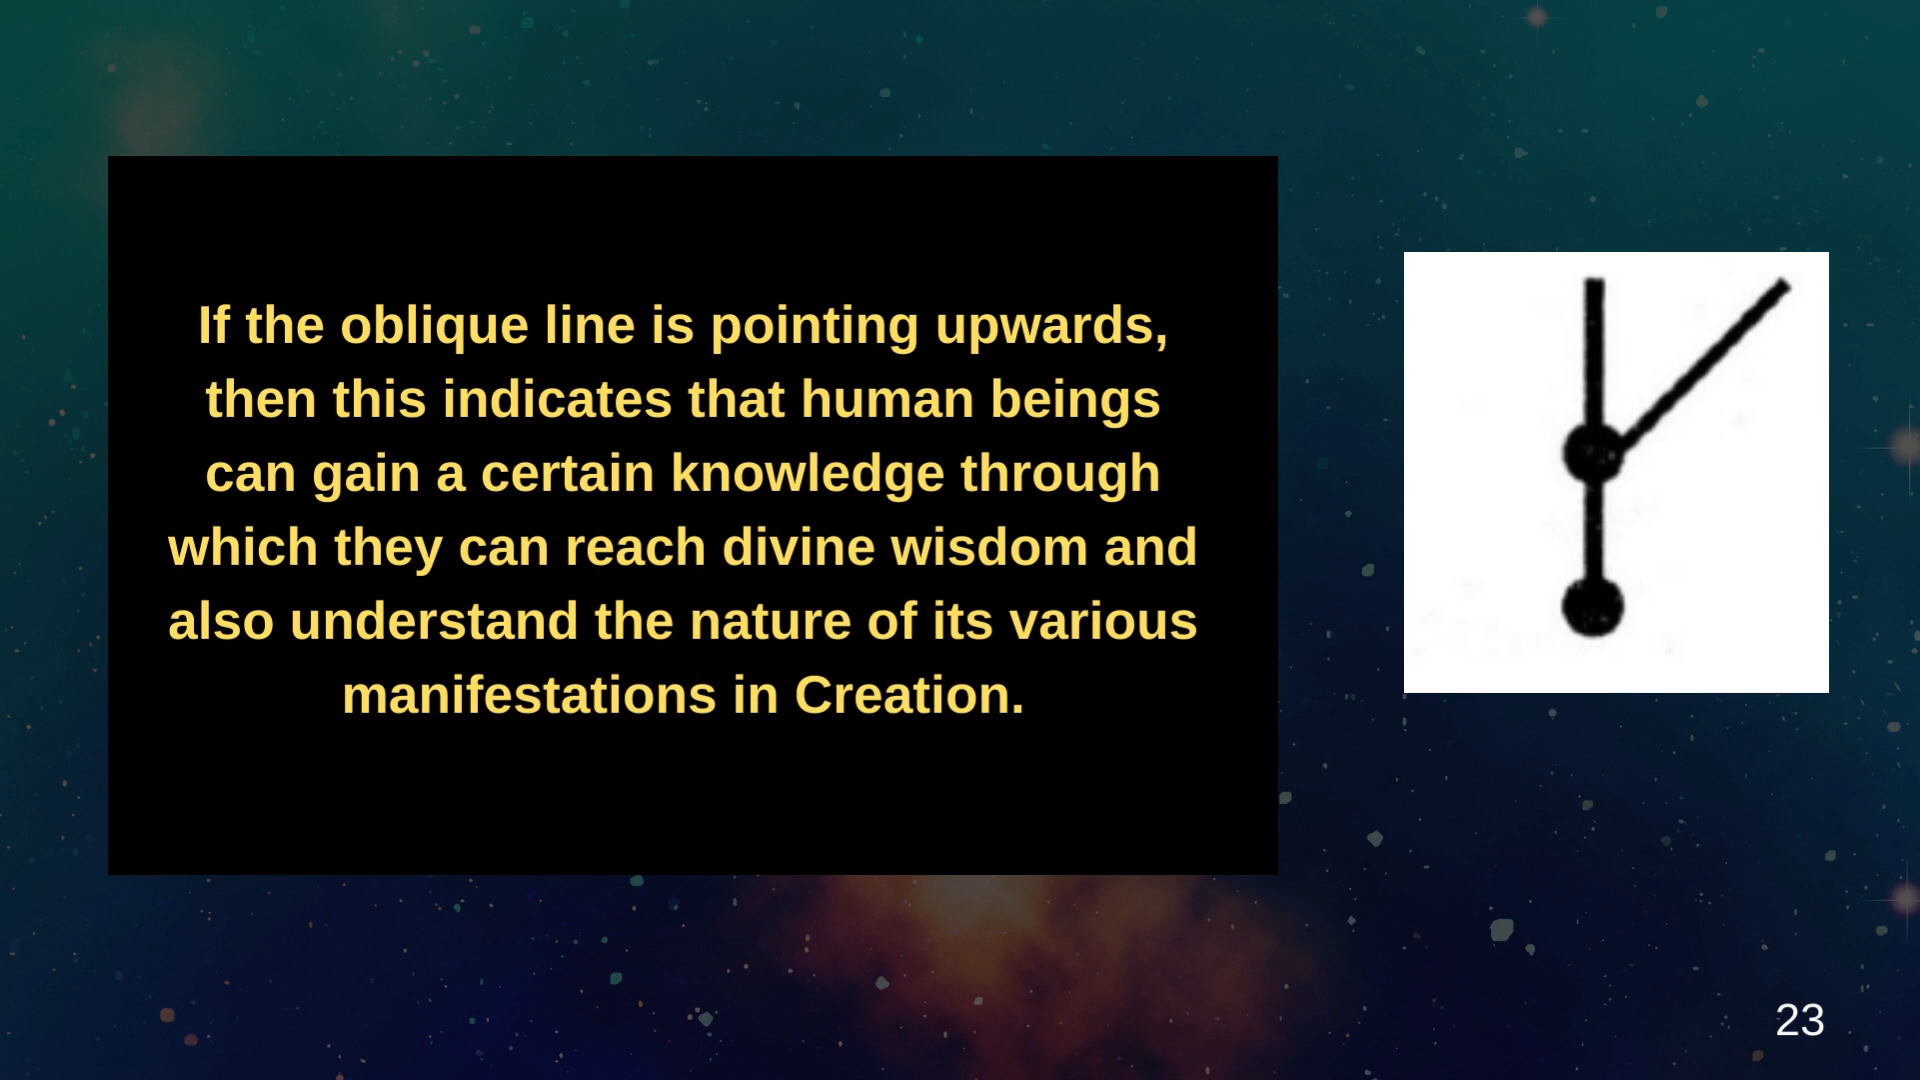 If the oblique line is pointing upwards,
then this indicates that human beings
can gain a certain knowledge through
which they can reach divine wisdom and
also understand the nature of its various
manifestations in Creation.
23